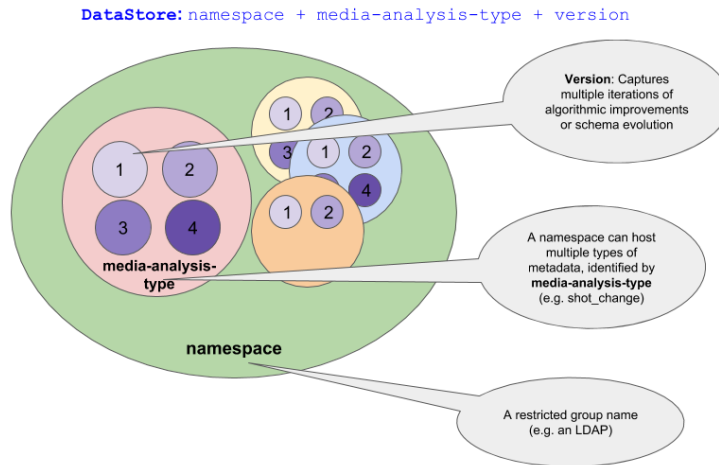 DataStore: namespace + media-analysis-type + version
Version: Captures
multiple iterations of
algorithmic improvements
or schema evolution
1
2
3
4
media-analysis-
type
1
2
3
1
2
4
1
2
A namespace can host
multiple types of
metadata, identified by
media-analysis-type
(e.g. shot_change)
namespace
A restricted group name
(e.g. an LDAP)